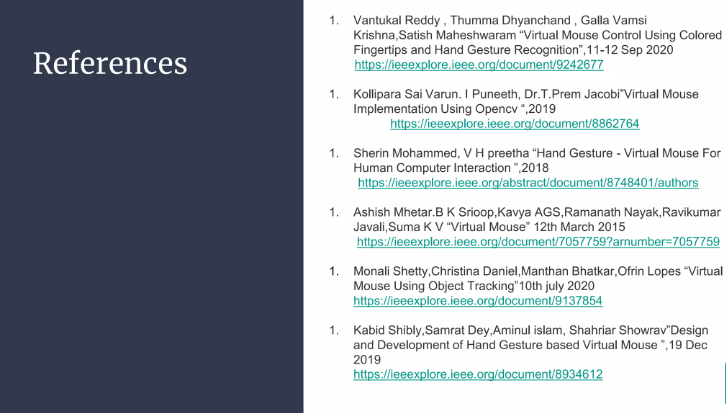 References
1. Vantukal Reddy , Thumma Dhyanchand , Galla Vamsi
Krishna,Satish Maheshwaram “Virtual Mouse Control Using Colored
Fingertips and Hand Gesture Recognition”,11-12 Sep 2020
https://ieeexplore.ieee.org/document/9242677
1. Kollipara Sai Varun. I Puneeth, Dr.T.Prem Jacobi”Virtual Mouse
Implementation Using Opencv “,2019
https://ieeexplore.ieee.org/document/8862764
1. Sherin Mohammed, V H preetha “Hand Gesture - Virtual Mouse For
Human Computer Interaction ”,2018
https://ieeexplore.ieee.org/abstract/document/8748401/authors
1. Ashish Mhetar.B K Srioop,Kavya AGS,Ramanath Nayak,Ravikumar
Javali,Suma K V “Virtual Mouse” 12th March 2015
https://ieeexplore.ieee.org/document/7057759?arnumber=7057759
1. Monali Shetty,Christina Daniel,Manthan Bhatkar,Ofrin Lopes “Virtual
Mouse Using Object Tracking”10th july 2020
https://ieeexplore.ieee.org/document/9137854
1. Kabid Shibly,Samrat Dey,Aminul islam, Shahriar Showrav”Design
and Development of Hand Gesture based Virtual Mouse ”,19 Dec
2019
https://ieeexplore.ieee.org/document/8934612